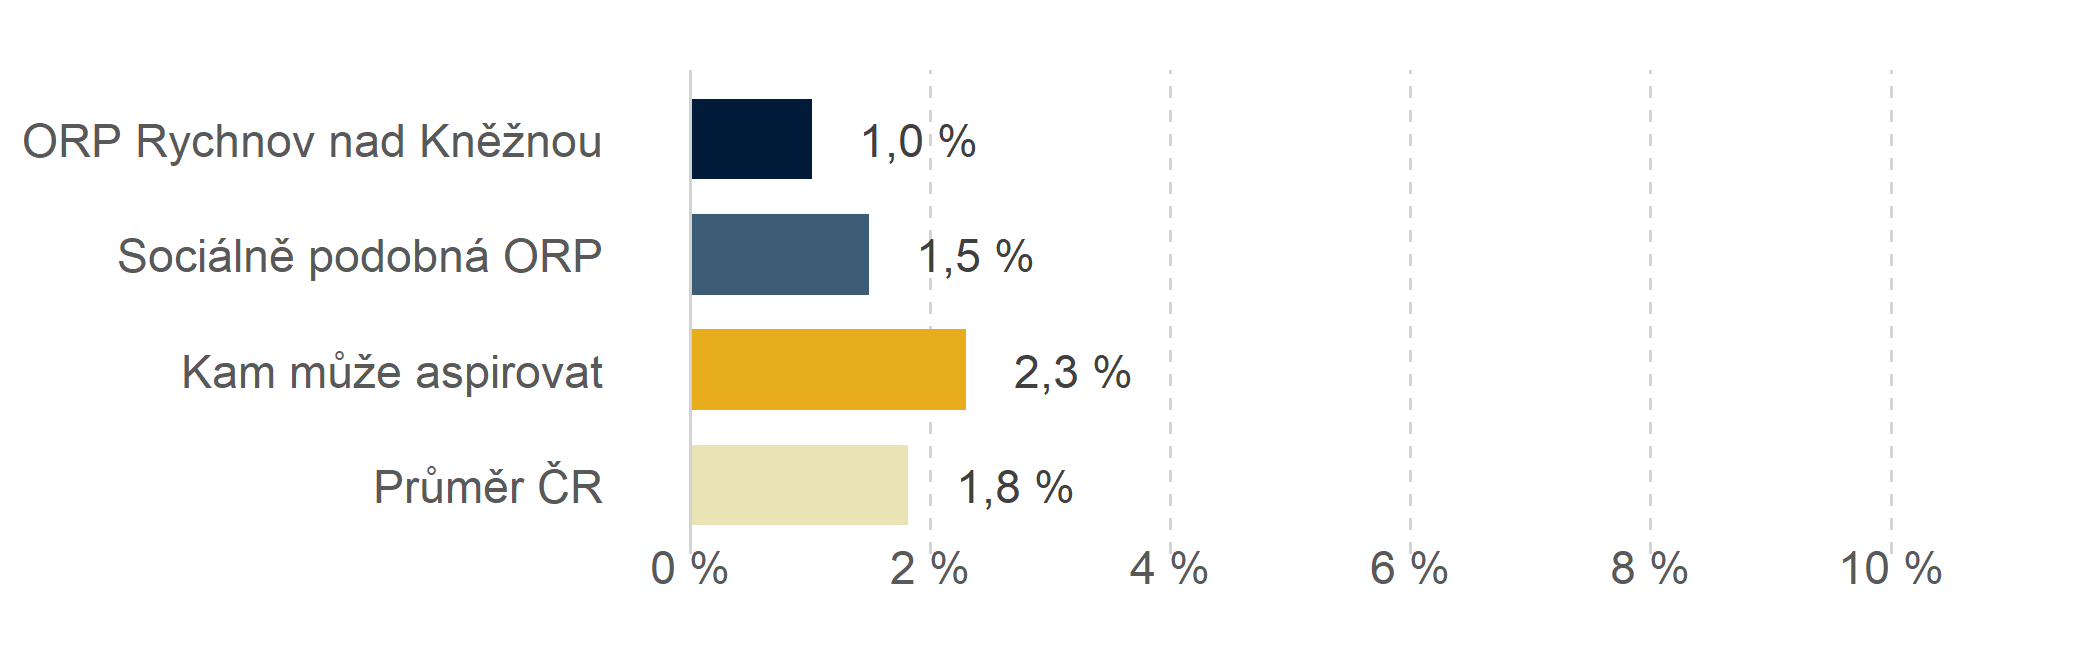 ORP Rychnov nad Kněžnou 1,0 %
Sociálně podobná ORP 1,5 %
Kam může aspirovat 2,3 %
Průměr ČR 1,8 %
0 % 2 % 4 % 6 % 8 % 10 %